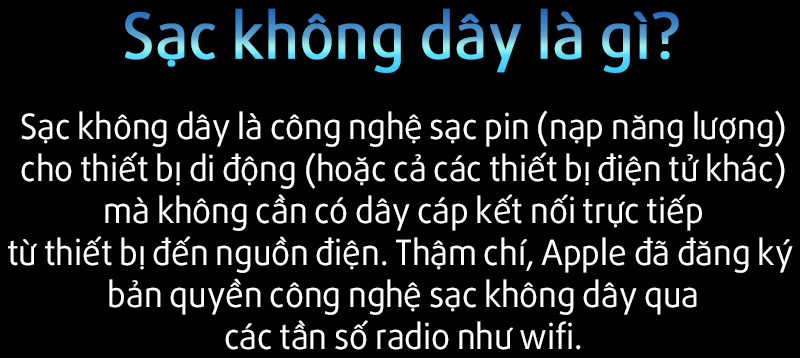 Sạc không dây là gì?
Sạc không dây là công nghệ sạc pin (nạp năng lượng)
cho thiết bị di động (hoặc cả các thiết bị điện tử khác)
mà không cần có dây cáp kết nối trực tiếp
từ thiết bị đến nguồn điện. Thậm chí, Apple đã đăng ký
bản quyền công nghệ sạc không dây qua
các tần số radio như wifi.